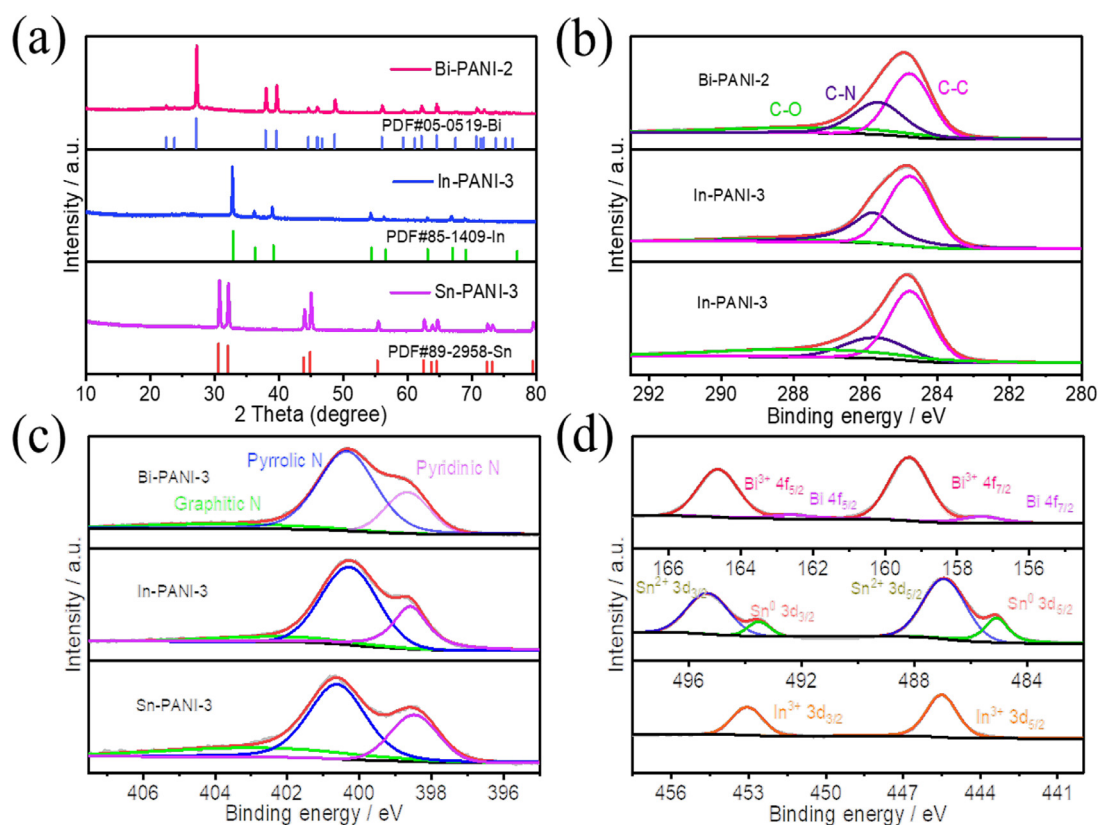 (a)
Intensity / a.u.
Bi-PANI-2
PDF#05-0519-Bi
In-PANI-3
PDF#85-1409-In
Sn-PANI-3
PDF#89-2958-Sn
10 20 30 40 50 60 70 80
2 Theta (degree)
(b)
Intensity / a.u.
Bi-PANI-2
C-O
C-N
C-C
In-PANI-3
In-PANI-3
292 290 288 286 284 282 280
Binding energy / eV
(c)
Intensity / a.u.
Bi-PANI-3
Pyrrolic N
Pyridinic N
Graphitic N
In-PANI-3
Sn-PANI-3
406 404 402 400 398 396
Binding energy / eV
(d)
Intensity / a.u.
Bi³⁺ 4f₅/₂
Bi 4f₅/₂
Bi³⁺ 4f₇/₂
Bi 4f₇/₂
166 164 162 160 158 156
Sn²⁺ 3d₃/₂
Sn⁰ 3d₃/₂
Sn²⁺ 3d₅/₂
Sn⁰ 3d₅/₂
496 492 488 484
In³⁺ 3d₃/₂
In³⁺ 3d₅/₂
456 453 450 447 444 441
Binding energy / eV